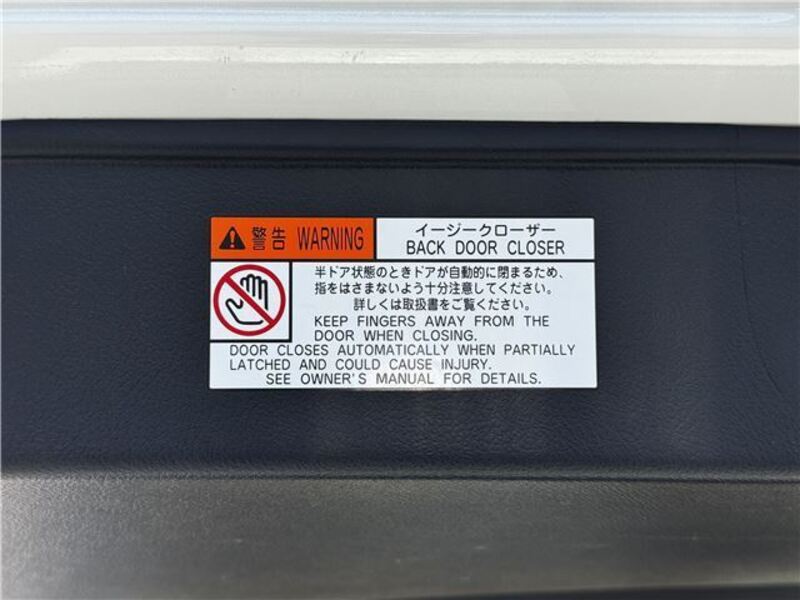 警告 WARNING
イージークローザー
BACK DOOR CLOSER
半ドア状態のときドアが自動的に閉まるため、
指をはさまないよう十分注意してください。
詳しくは取扱書をご覧ください。
KEEP FINGERS AWAY FROM THE
DOOR WHEN CLOSING.
DOOR CLOSES AUTOMATICALLY WHEN PARTIALLY
LATCHED AND COULD CAUSE INJURY.
SEE OWNER'S MANUAL FOR DETAILS.